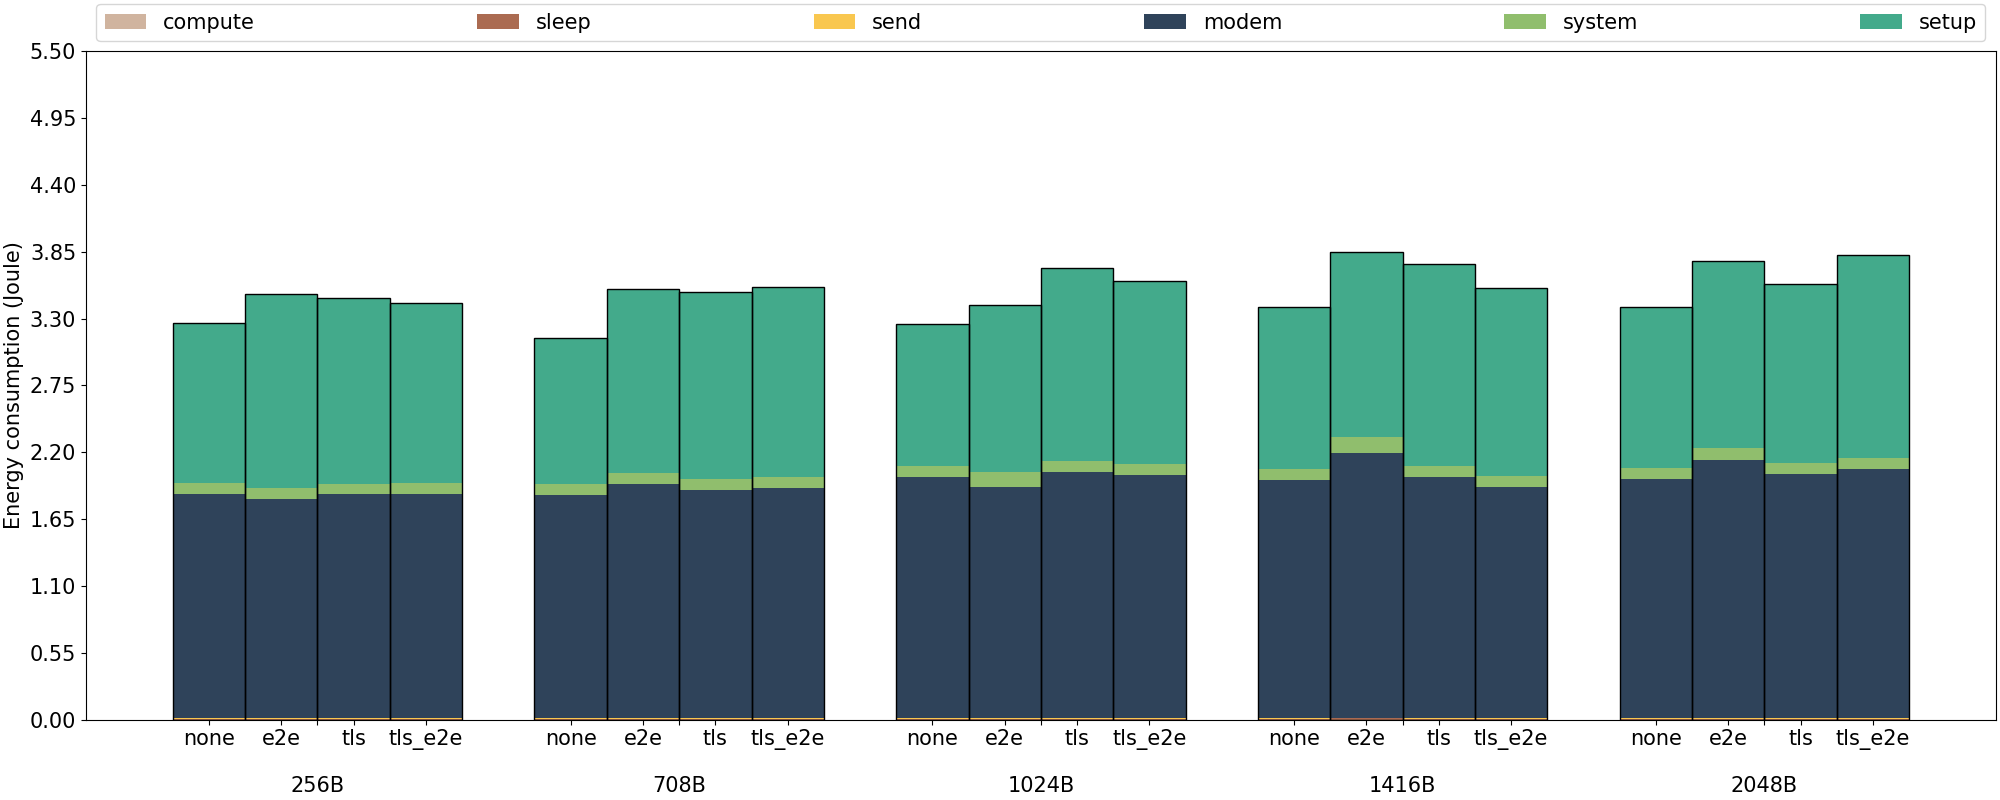 compute sleep send modem system setup
Energy consumption (Joule)
5.50
4.95
4.40
3.85
3.30
2.75
2.20
1.65
1.10
0.55
0.00
none e2e tls tls_e2e none e2e tls tls_e2e none e2e tls tls_e2e none e2e tls tls_e2e none e2e tls tls_e2e
256B 708B 1024B 1416B 2048B